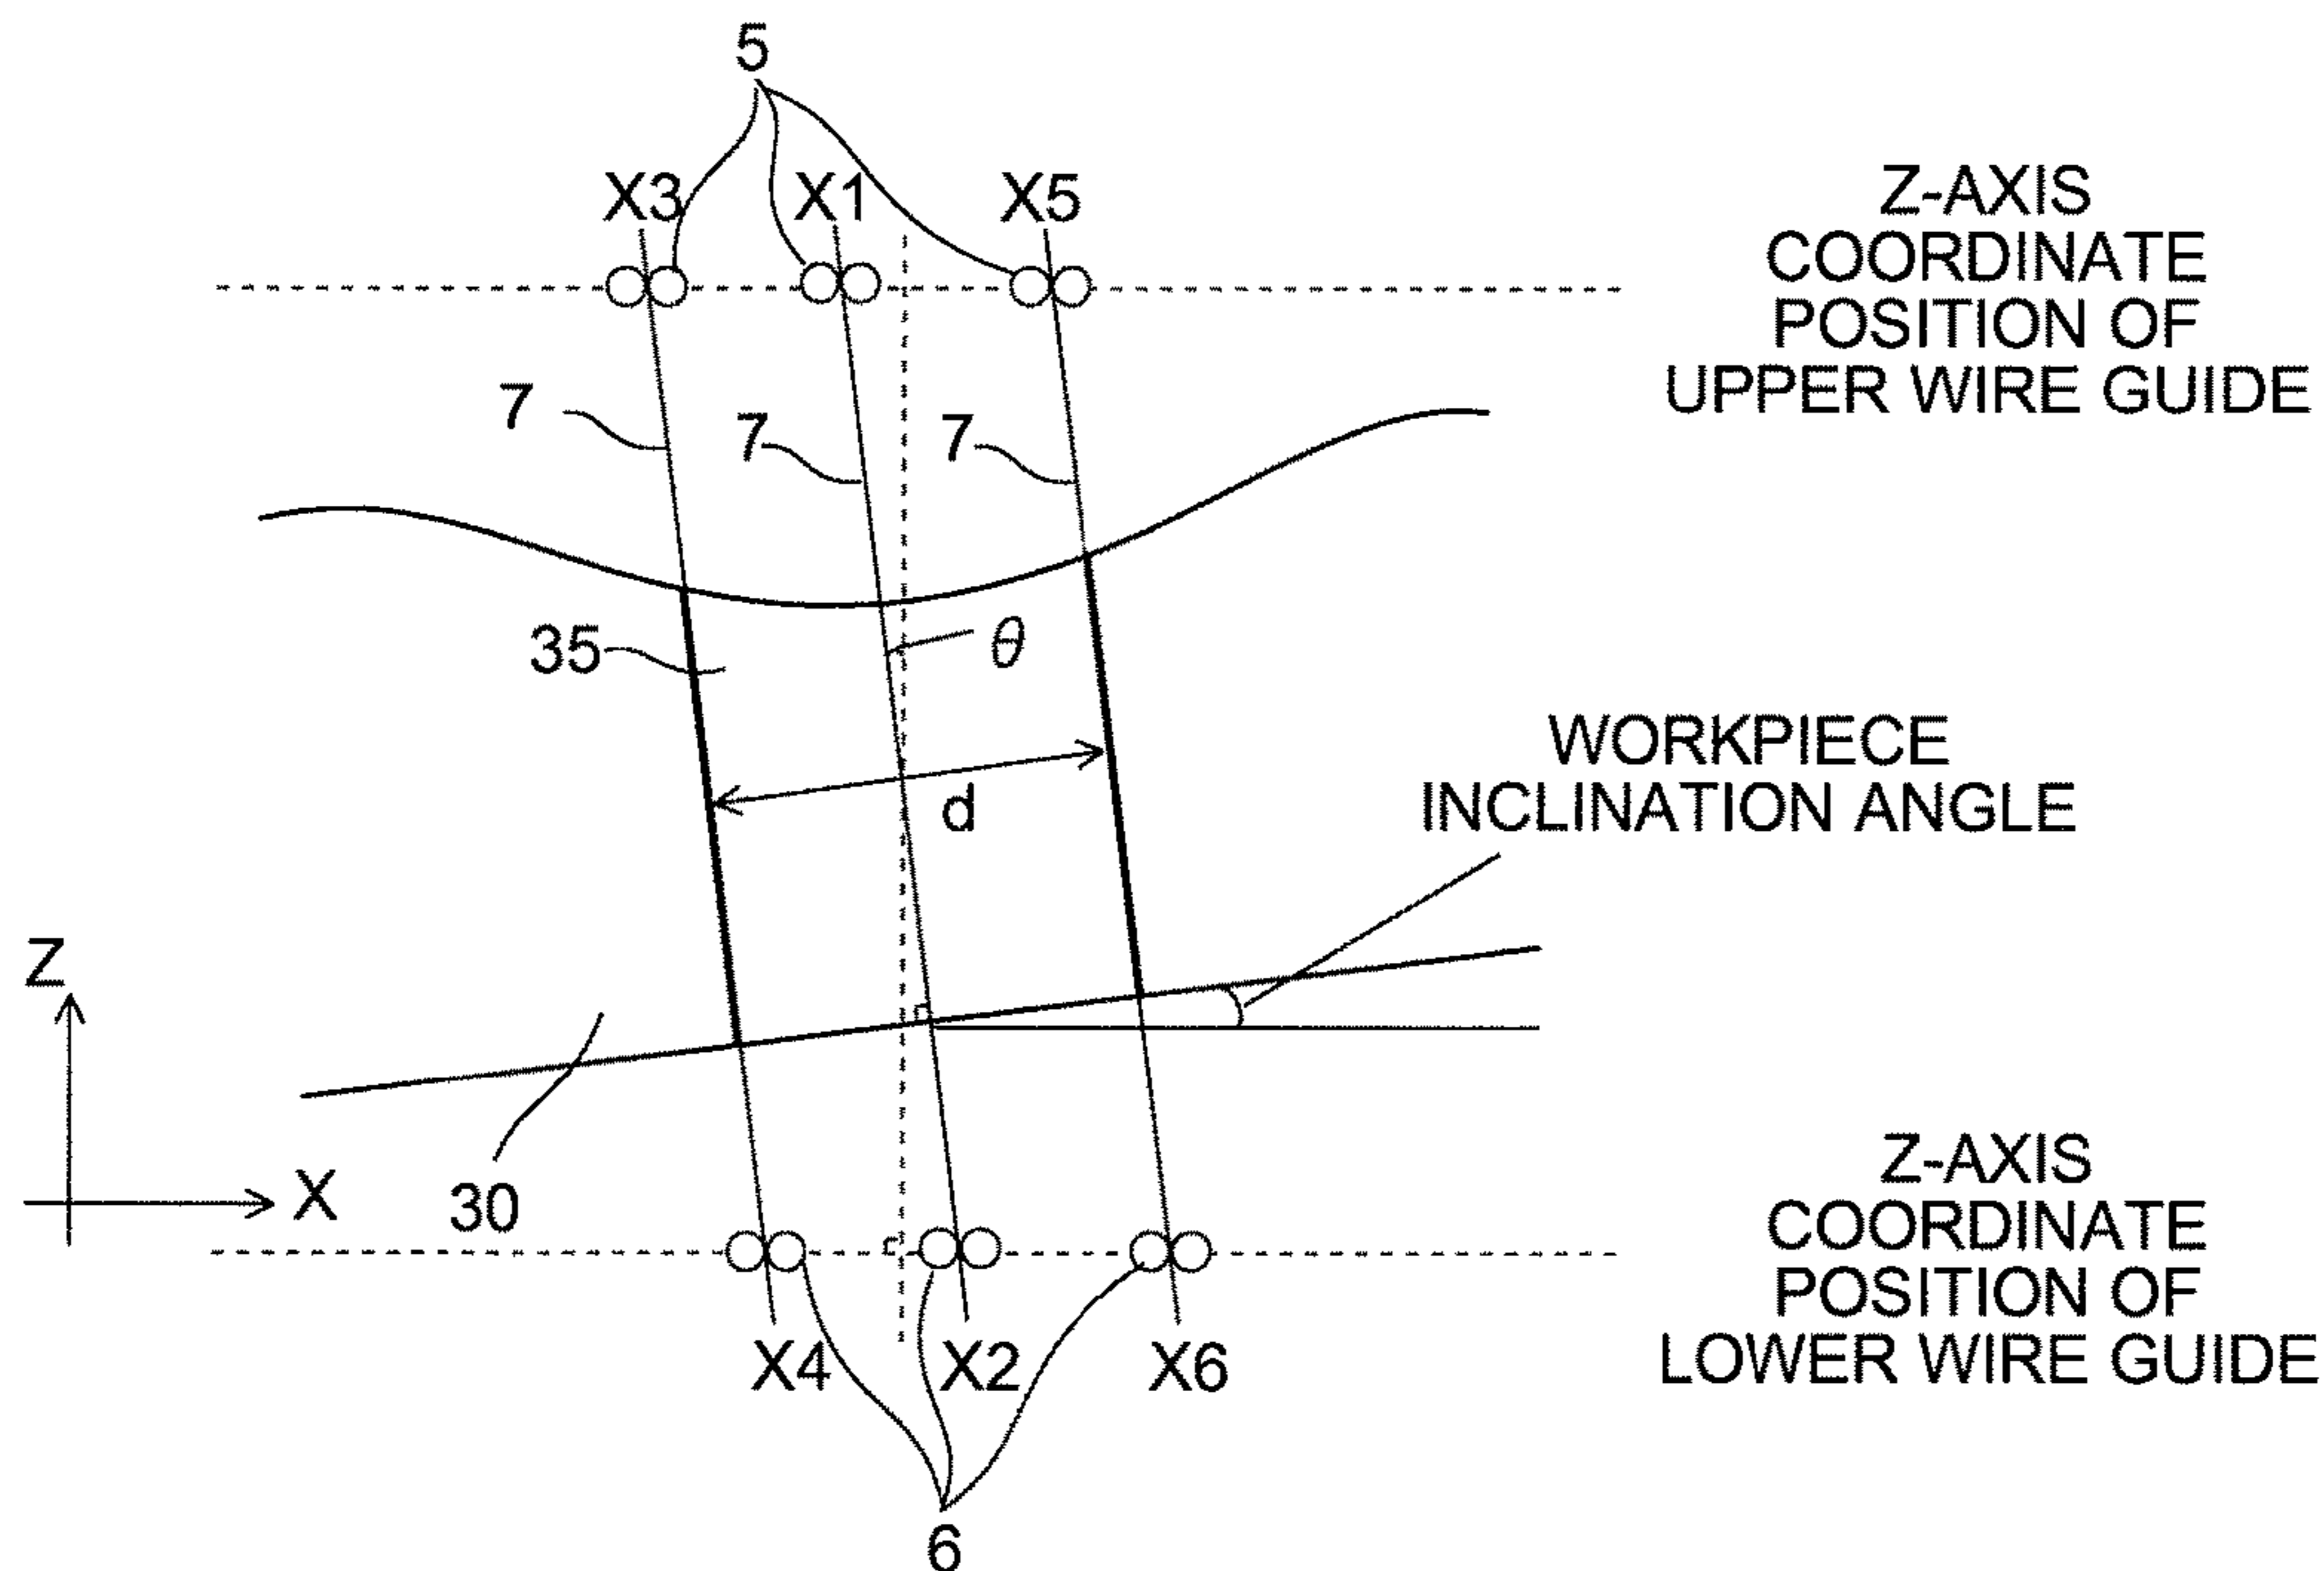 5
X3
X1
X5
Z-AXIS
COORDINATE
POSITION OF
UPPER WIRE GUIDE
7
7
7
35
θ
d
WORKPIECE
INCLINATION ANGLE
Z
X
30
Z-AXIS
COORDINATE
POSITION OF
LOWER WIRE GUIDE
X4
X2
X6
6